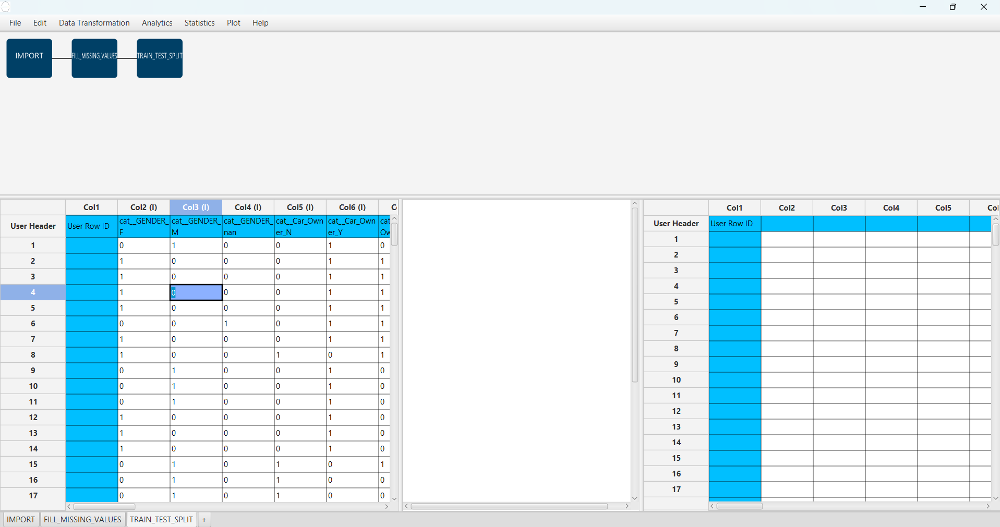 File Edit Data Transformation Analytics Statistics Plot Help
IMPORT FILL_MISSING_VALUES TRAIN_TEST_SPLIT
Col1 Col2 (I) Col3 (I) Col4 (I) Col5 (I) Col6 (I)
User Header User Row ID cat__GENDER_F cat__GENDER_M cat__GENDER_nan cat__Car_Owner_N cat__Car_Owner_Y
1 0 1 0 0 1 0
2 1 0 0 0 1 1
3 1 0 0 0 1 1
4 1 0 0 0 1 1
5 1 0 0 0 1 1
6 0 0 1 0 1 1
7 1 0 0 0 1 1
8 1 0 0 1 0 1
9 0 1 0 0 1 0
10 0 1 0 0 1 0
11 0 1 0 0 1 0
12 1 0 0 0 1 0
13 1 0 0 0 1 0
14 1 0 0 0 1 0
15 0 1 0 1 0 1
16 0 1 0 1 0 0
17 0 1 0 1 0 0
Col1 Col2 Col3 Col4 Col5 Col
User Header User Row ID
1
2
3
4
5
6
7
8
9
10
11
12
13
14
15
16
17
IMPORT FILL_MISSING_VALUES TRAIN_TEST_SPLIT +